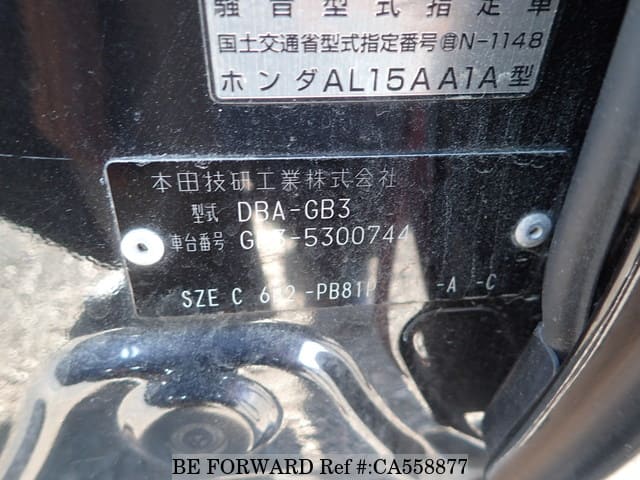 騒音型式指定車
国土交通省型式指定番号 N-1148
ホンダAL15AA1A型
本田技研工業株式会社
型式 DBA-GB3
車台番号 GB3-5300744
SZE C 6 2 -PB81P -A -C
BE FORWARD Ref #:CA558877